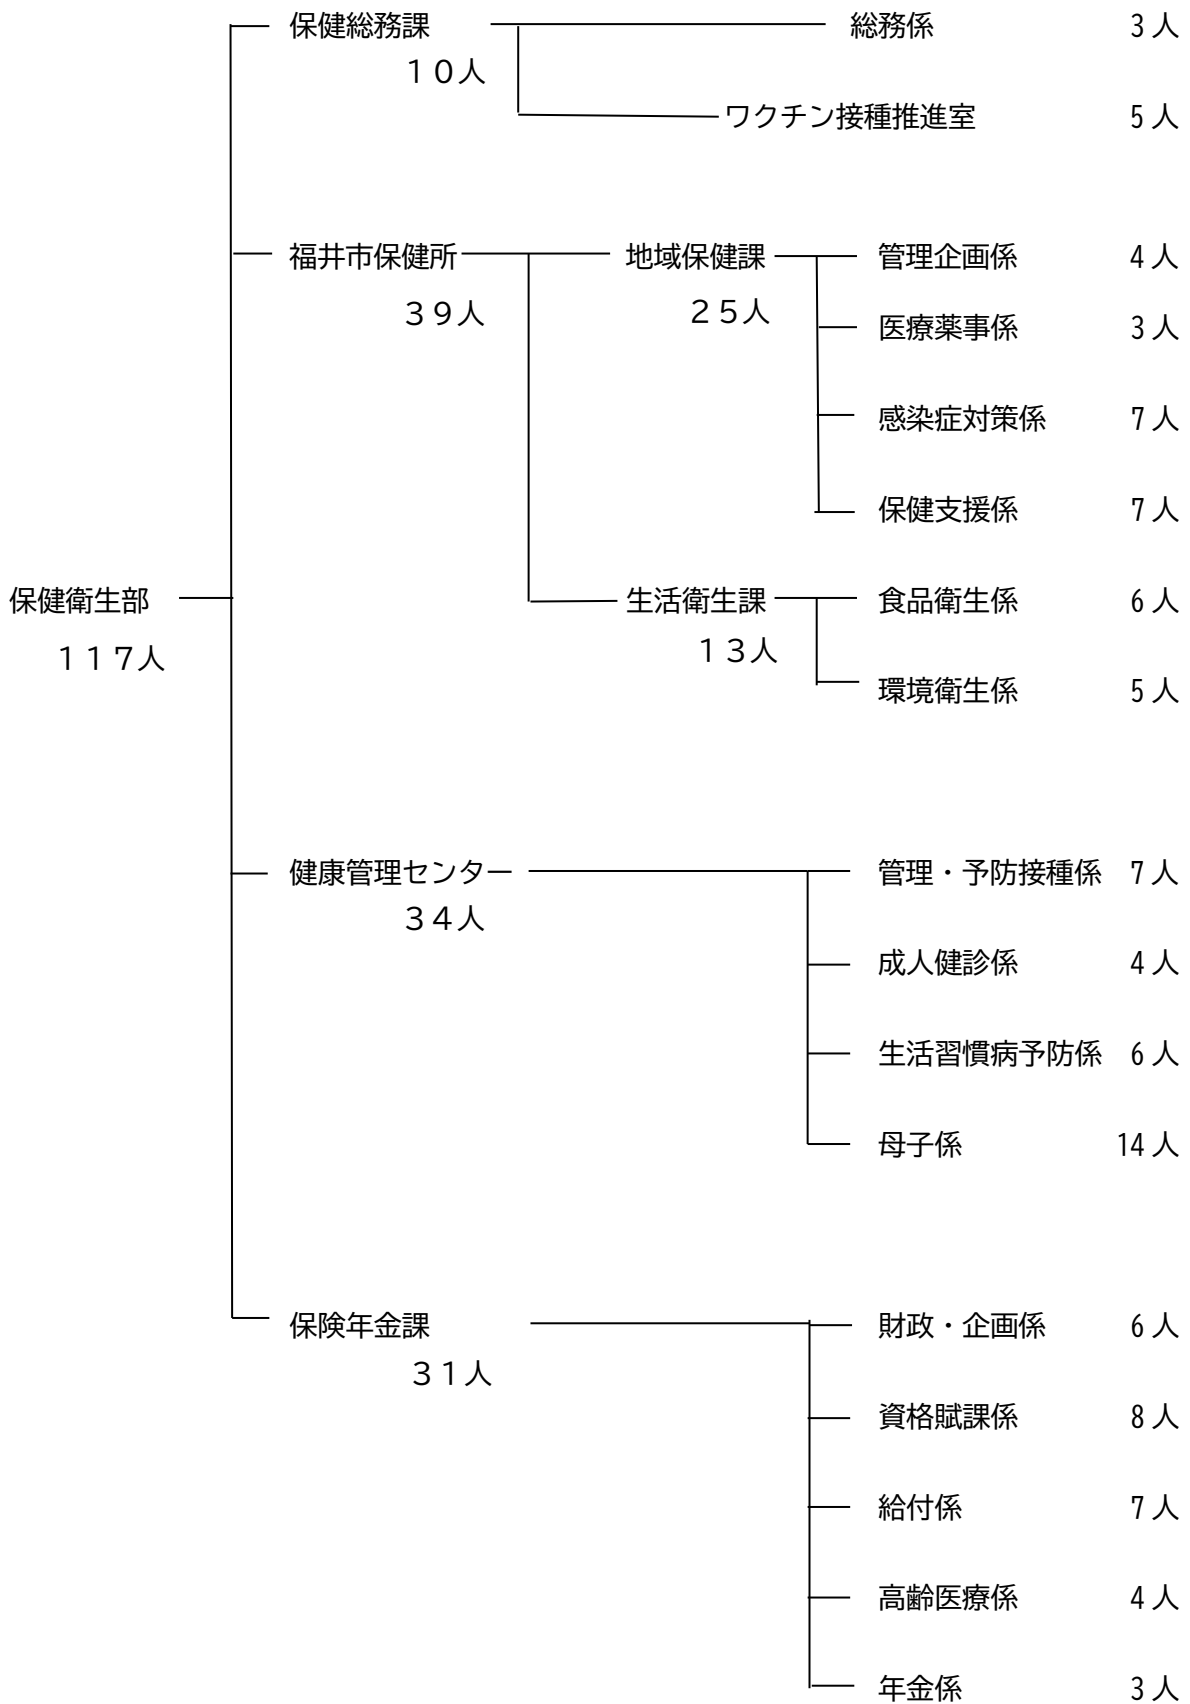 保健総務課 総務係 3人
10人
ワクチン接種推進室 5人
福井市保健所 地域保健課 管理企画係 4人
39人 25人
医療薬事係 3人
感染症対策係 7人
保健支援係 7人
保健衛生部 生活衛生課 食品衛生係 6人
117人 13人
環境衛生係 5人
健康管理センター 管理・予防接種係 7人
34人
成人健診係 4人
生活習慣病予防係 6人
母子係 14人
保険年金課 財政・企画係 6人
31人
資格賦課係 8人
給付係 7人
高齢医療係 4人
年金係 3人